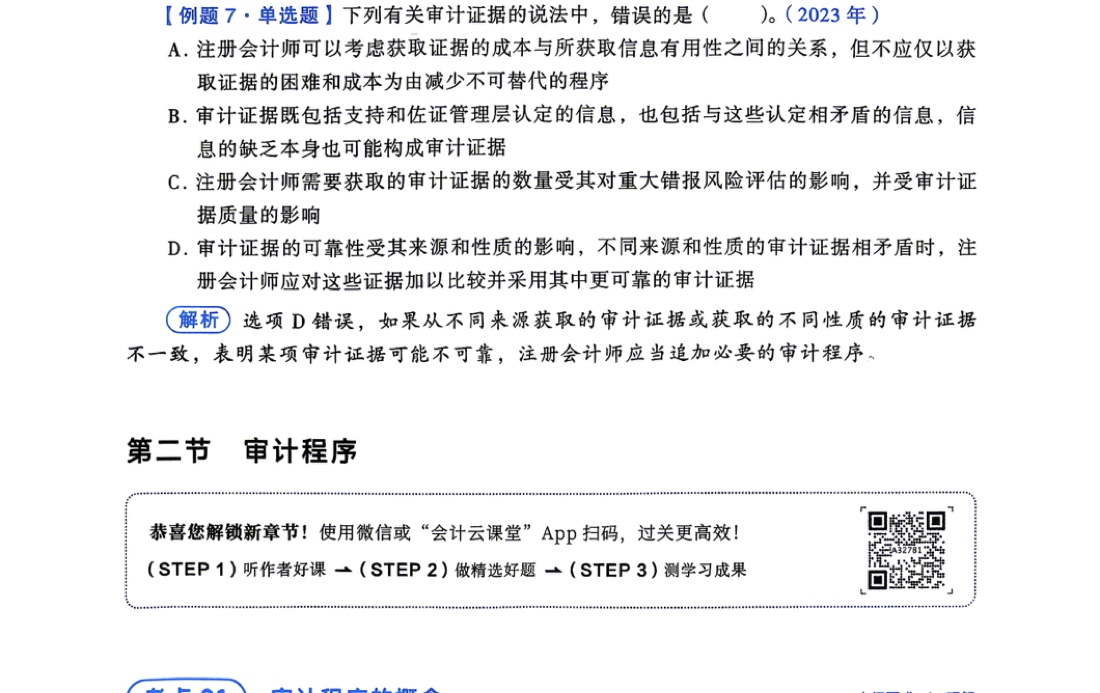 【例题7·单选题】下列有关审计证据的说法中，错误的是（　　）。（2023年）
A. 注册会计师可以考虑获取证据的成本与所获取信息有用性之间的关系，但不应仅以获
取证据的困难和成本为由减少不可替代的程序
B. 审计证据既包括支持和佐证管理层认定的信息，也包括与这些认定相矛盾的信息，信
息的缺乏本身也可能构成审计证据
C. 注册会计师需要获取的审计证据的数量受其对重大错报风险评估的影响，并受审计证
据质量的影响
D. 审计证据的可靠性受其来源和性质的影响，不同来源和性质的审计证据相矛盾时，注
册会计师应对这些证据加以比较并采用其中更可靠的审计证据
解析 选项D错误，如果从不同来源获取的审计证据或获取的不同性质的审计证据
不一致，表明某项审计证据可能不可靠，注册会计师应当追加必要的审计程序。
第二节 审计程序
恭喜您解锁新章节！使用微信或“会计云课堂”App扫码，过关更高效！
（STEP 1）听作者好课→（STEP 2）做精选好题→（STEP 3）测学习成果
A32781
考点01 审计程序的概念